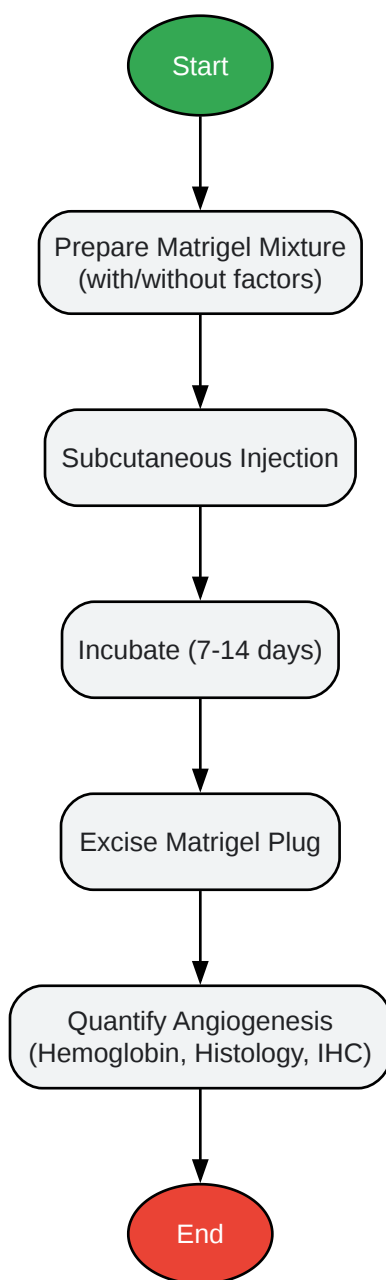 Start
Prepare Matrigel Mixture
(with/without factors)
Subcutaneous Injection
Incubate (7-14 days)
Excise Matrigel Plug
Quantify Angiogenesis
(Hemoglobin, Histology, IHC)
End